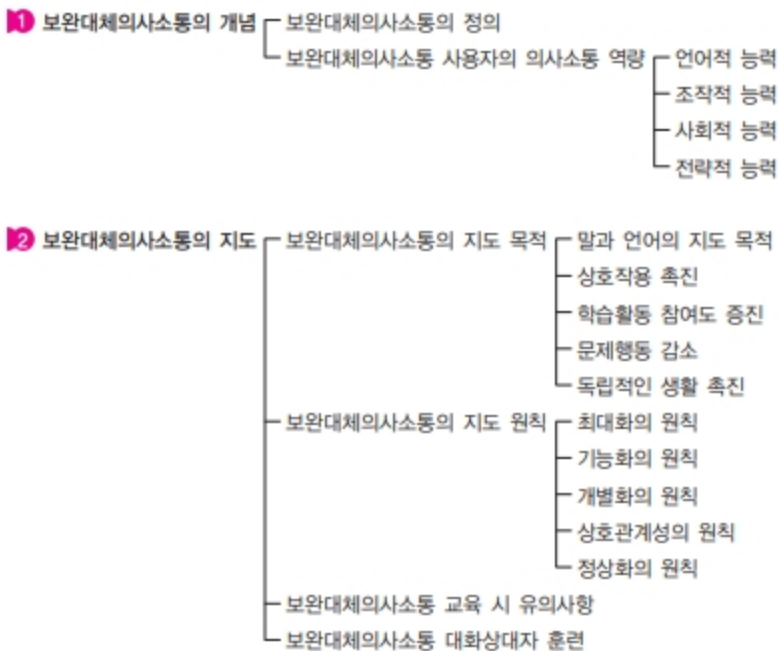 1 보완대체의사소통의 개념 보완대체의사소통의 정의
보완대체의사소통 사용자의 의사소통 역량 언어적 능력
조작적 능력
사회적 능력
전략적 능력
2 보완대체의사소통의 지도 보완대체의사소통의 지도 목적 말과 언어의 지도 목적
상호작용 촉진
학습활동 참여도 증진
문제행동 감소
독립적인 생활 촉진
보완대체의사소통의 지도 원칙 최대화의 원칙
기능화의 원칙
개별화의 원칙
상호관계성의 원칙
정상화의 원칙
보완대체의사소통 교육 시 유의사항
보완대체의사소통 대화상대자 훈련